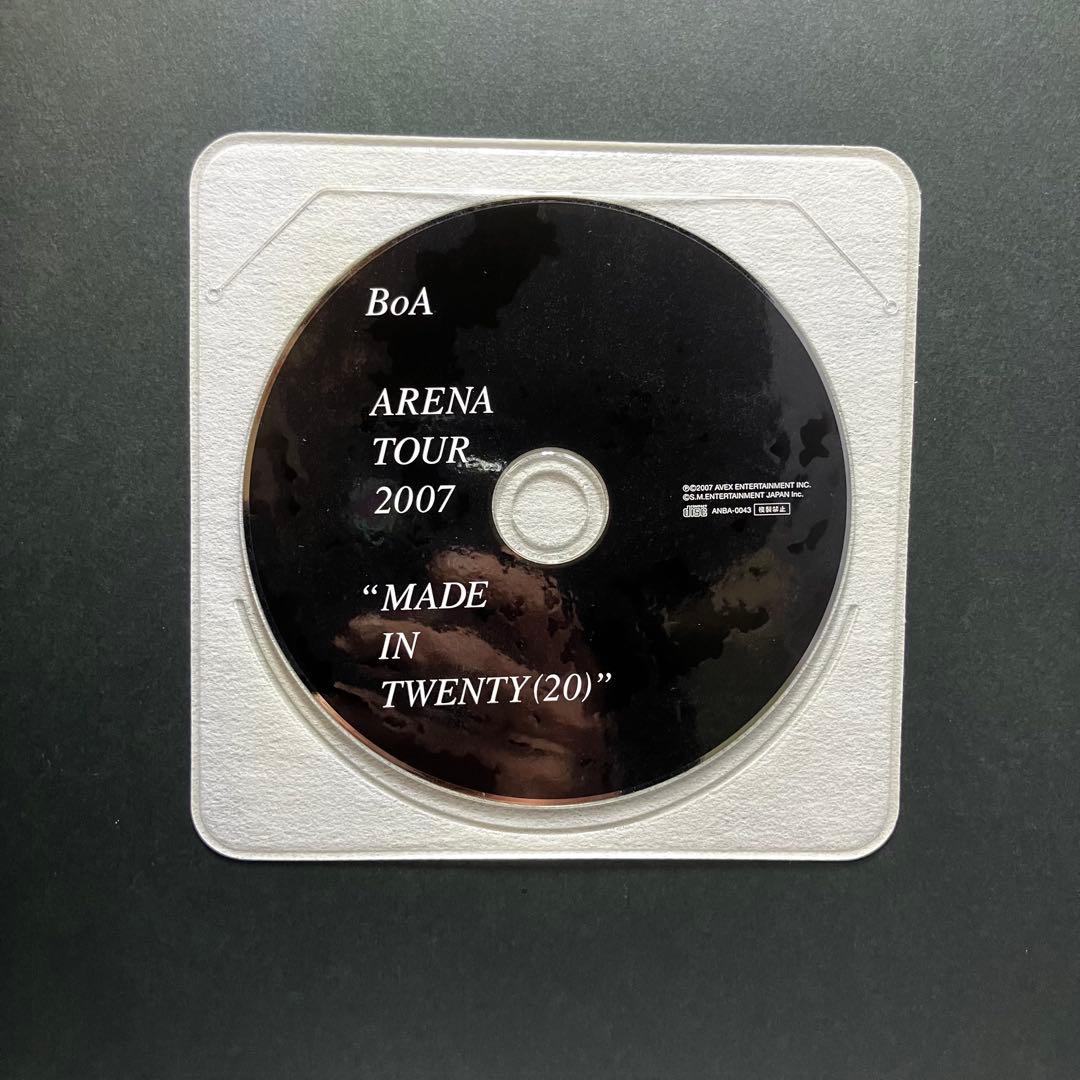 BoA
ARENA
TOUR
2007
“MADE
IN
TWENTY(20)”
℗©2007 AVEX ENTERTAINMENT INC.
©S.M.ENTERTAINMENT JAPAN Inc.
disc ANBA-0043 複製禁止